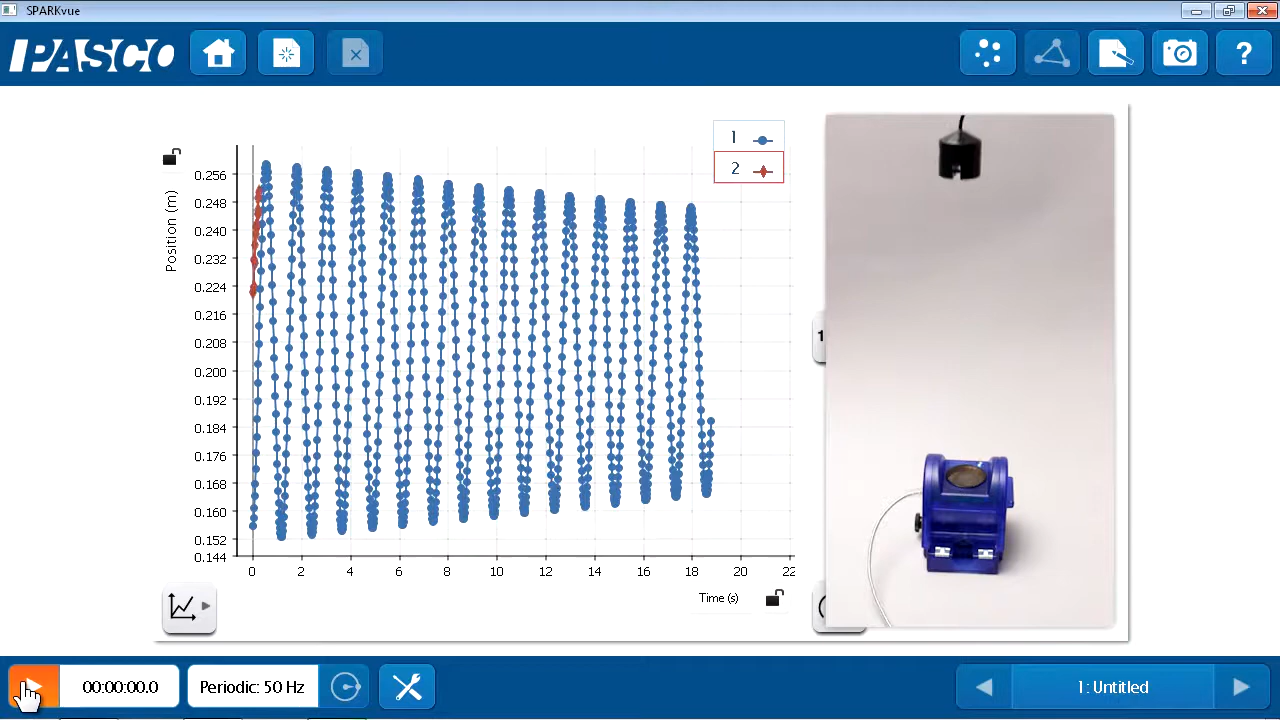 SPARKvue
PASCO
?
1
2
Position (m)
0.256
0.248
0.240
0.232
0.224
0.216
0.208
0.200
0.192
0.184
0.176
0.168
0.160
0.152
0.144
0 2 4 6 8 10 12 14 16 18 20 22
Time (s)
1
00:00:00.0
Periodic: 50 Hz
1: Untitled